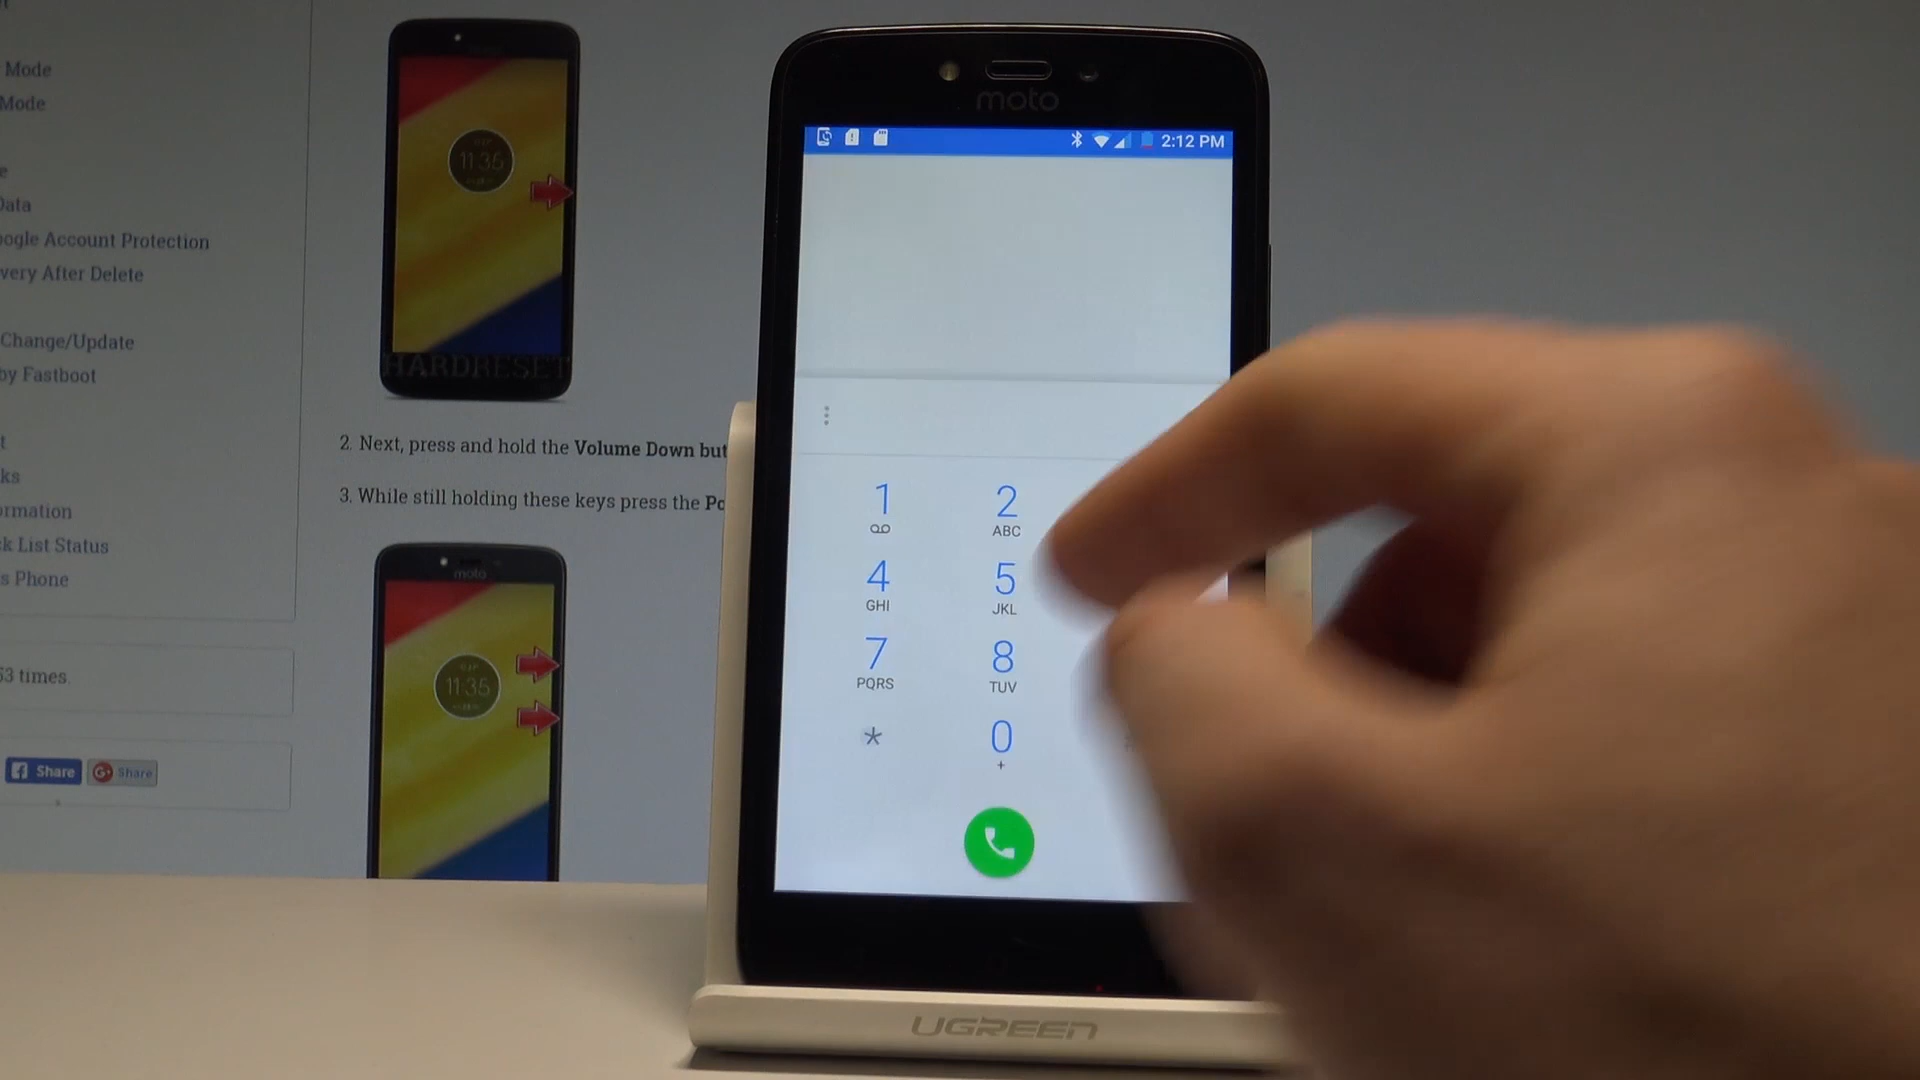 Mode
Mode
Data
ogle Account Protection
very After Delete
Change/Update
by Fastboot
ks
ormation
k List Status
s Phone
53 times.
Share
Share
11:35
HARDRESET
2. Next, press and hold the Volume Down but
3. While still holding these keys press the Po
moto
11:35
moto
2:12 PM
1
2
ABC
4
GHI
5
JKL
7
PQRS
8
TUV
*
0
+
UGREEN